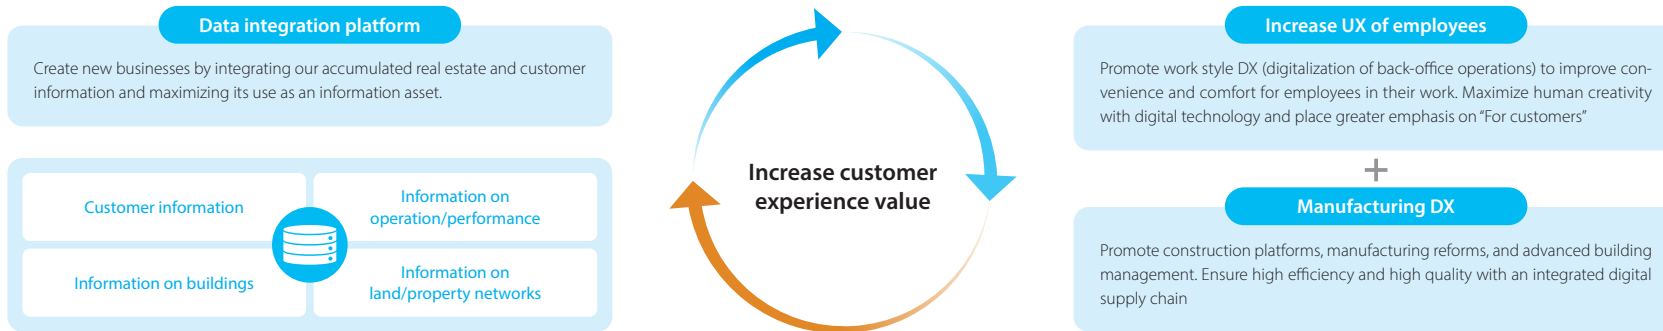 Data integration platform
Create new businesses by integrating our accumulated real estate and customer
information and maximizing its use as an information asset.
Customer information
Information on
operation/performance
Information on buildings
Information on
land/property networks
Increase customer
experience value
Increase UX of employees
Promote work style DX (digitalization of back-office operations) to improve con-
venience and comfort for employees in their work. Maximize human creativity
with digital technology and place greater emphasis on “For customers”
+
Manufacturing DX
Promote construction platforms, manufacturing reforms, and advanced building
management. Ensure high efficiency and high quality with an integrated digital
supply chain